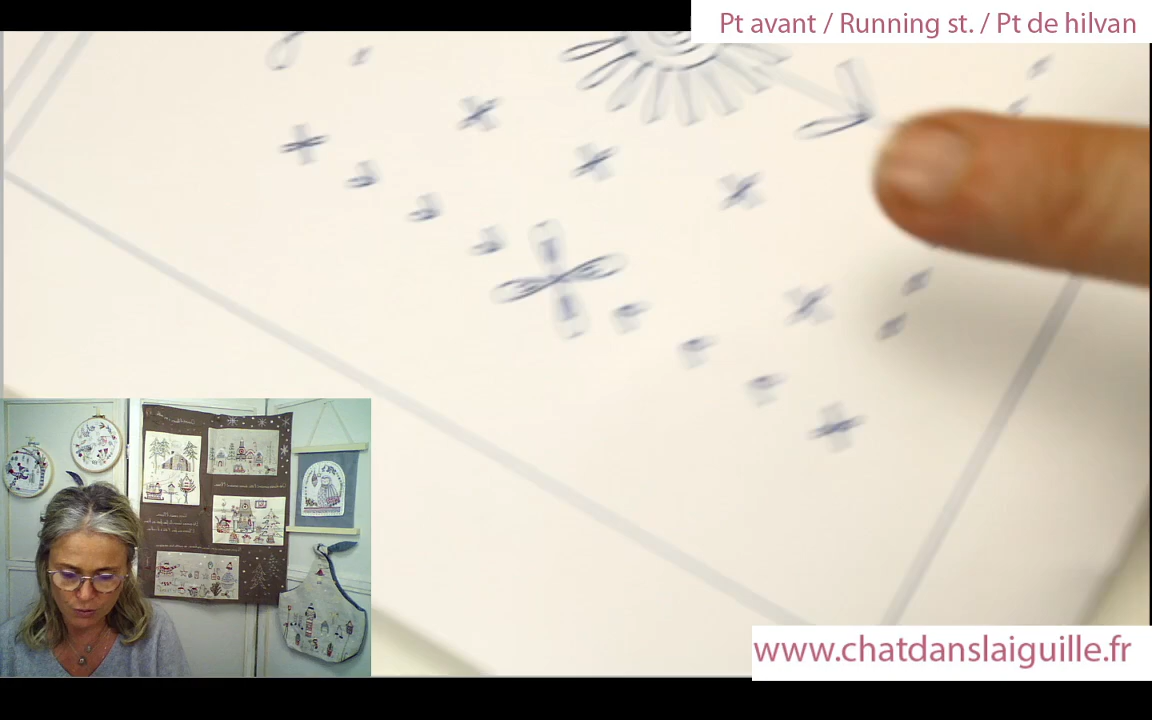 Pt avant / Running st. / Pt de hilvan
www.chatdanslaiguille.fr